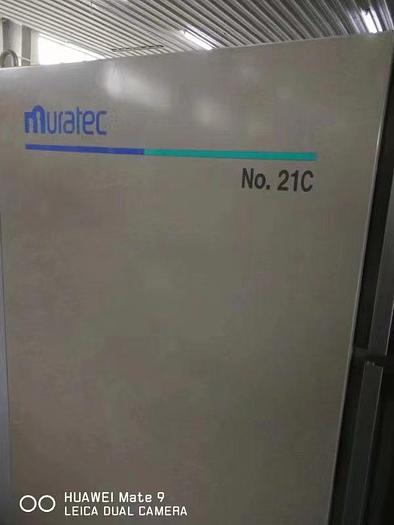 muratec
No. 21C
HUAWEI Mate 9
LEICA DUAL CAMERA